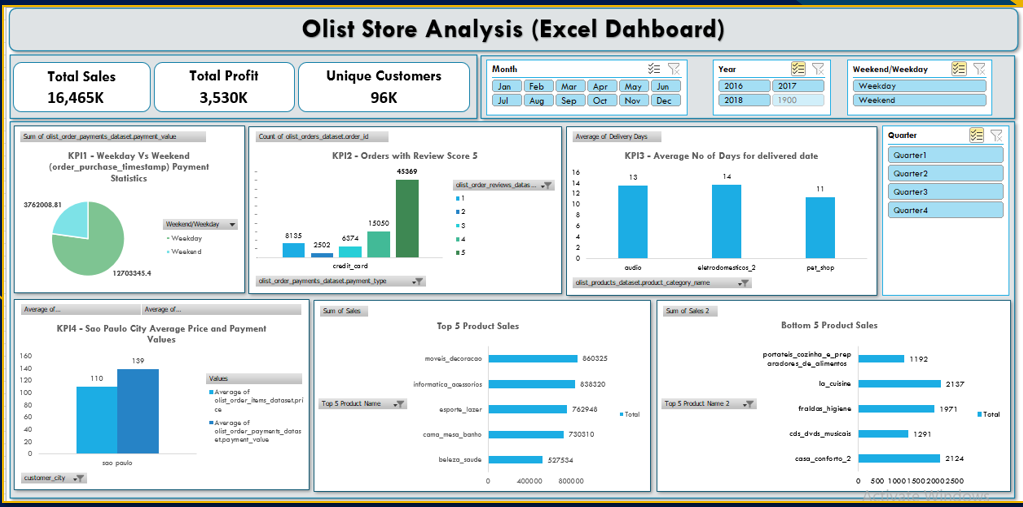 Olist Store Analysis (Excel Dahboard)
Total Sales
16,465K
Total Profit
3,530K
Unique Customers
96K
Month
Jan Feb Mar Apr May Jun
Jul Aug Sep Oct Nov Dec
Year
2016 2017
2018 1900
Weekend/Weekday
Weekday
Weekend
Sum of olist_order_payments_dataset.payment_value
KPI1 - Weekday Vs Weekend
(order_purchase_timestamp) Payment
Statistics
3762008.81
12703345.4
Weekend/Weekday
Weekday
Weekend
Count of olist_orders_dataset.order_id
KPI2 - Orders with Review Score 5
8135
2502
6374
15050
45369
credit_card
olist_order_reviews_datas...
1
2
3
4
5
olist_order_payments_dataset.payment_type
Average of Delivery Days
KPI3 - Average No of Days for delivered date
16
14
12
10
8
6
4
2
0
13
14
11
audio
eletrodomesticos_2
pet_shop
olist_products_dataset.product_category_name
Quarter
Quarter1
Quarter2
Quarter3
Quarter4
Average of... Average of...
KPI4 - Sao Paulo City Average Price and Payment
Values
160
140
120
100
80
60
40
20
0
110
139
sao paulo
Values
Average of
olist_order_items_dataset.pri
ce
Average of
olist_order_payments_datas
et.payment_value
customer_city
Sum of Sales
Top 5 Product Sales
Top 5 Product Name
moveis_decoracao 860325
informatica_acessorios 838320
esporte_lazer 762948
cama_mesa_banho 730310
beleza_saude 527534
0 400000 800000
Total
Sum of Sales 2
Bottom 5 Product Sales
Top 5 Product Name 2
portateis_cozinha_e_prep
aradores_de_alimentos 1192
la_cuisine 2137
fraldas_higiene 1971
cds_dvds_musicais 1291
casa_conforto_2 2124
0 500 1000 1500 2000 2500
Total
Activate Windows